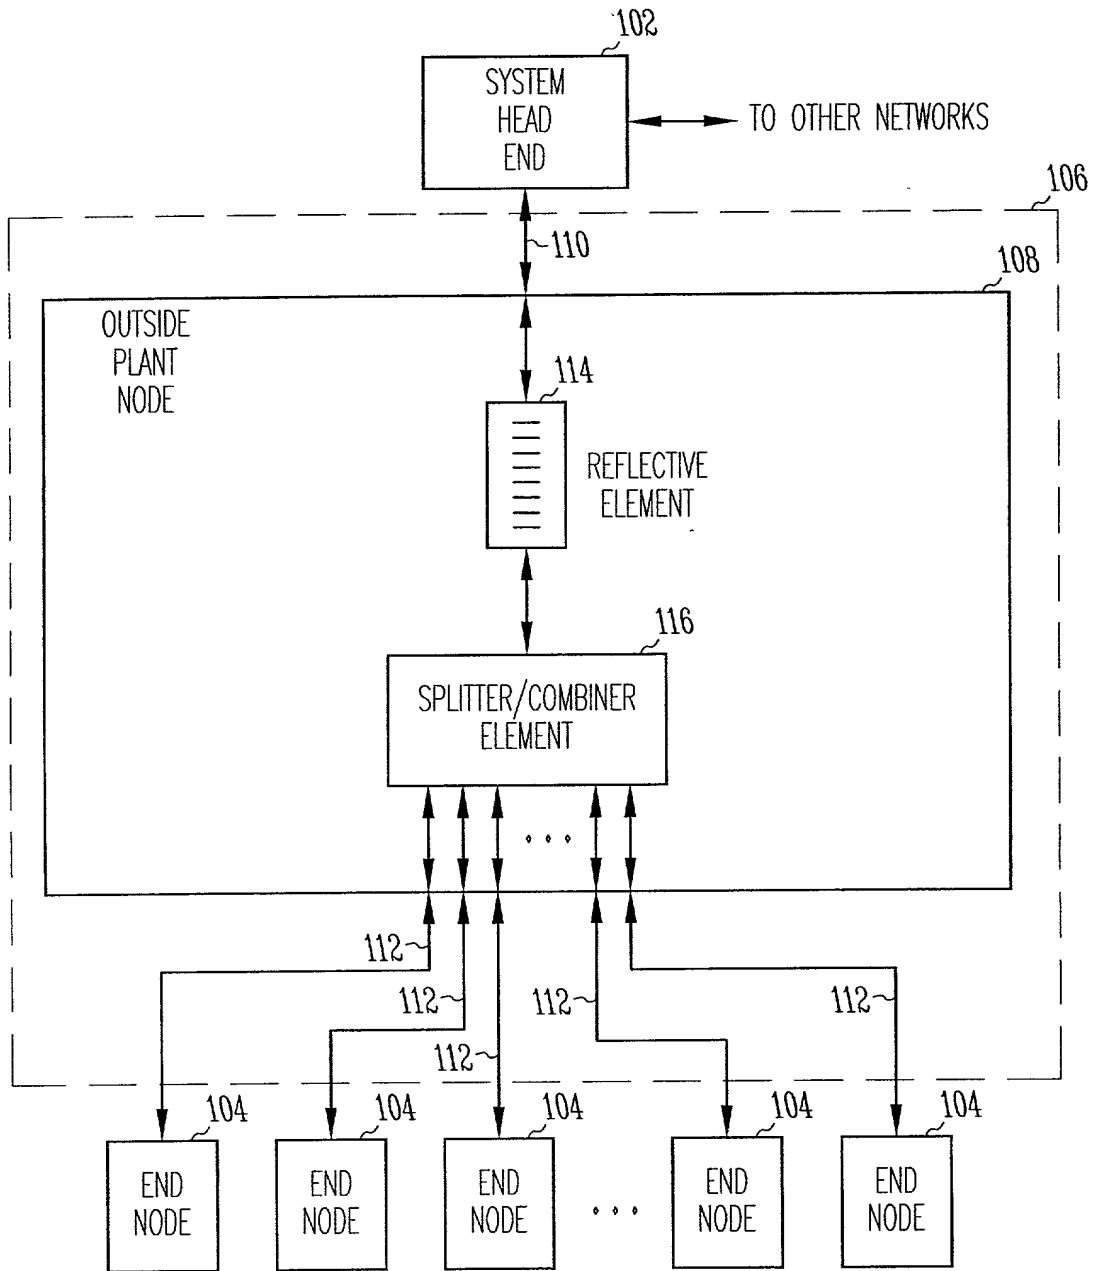 102
SYSTEM
HEAD
END
TO OTHER NETWORKS
106
110
108
OUTSIDE
PLANT
NODE
114
REFLECTIVE
ELEMENT
116
SPLITTER/COMBINER
ELEMENT
112
112
112
112
112
104
104
104
104
104
END
NODE
END
NODE
END
NODE
END
NODE
END
NODE